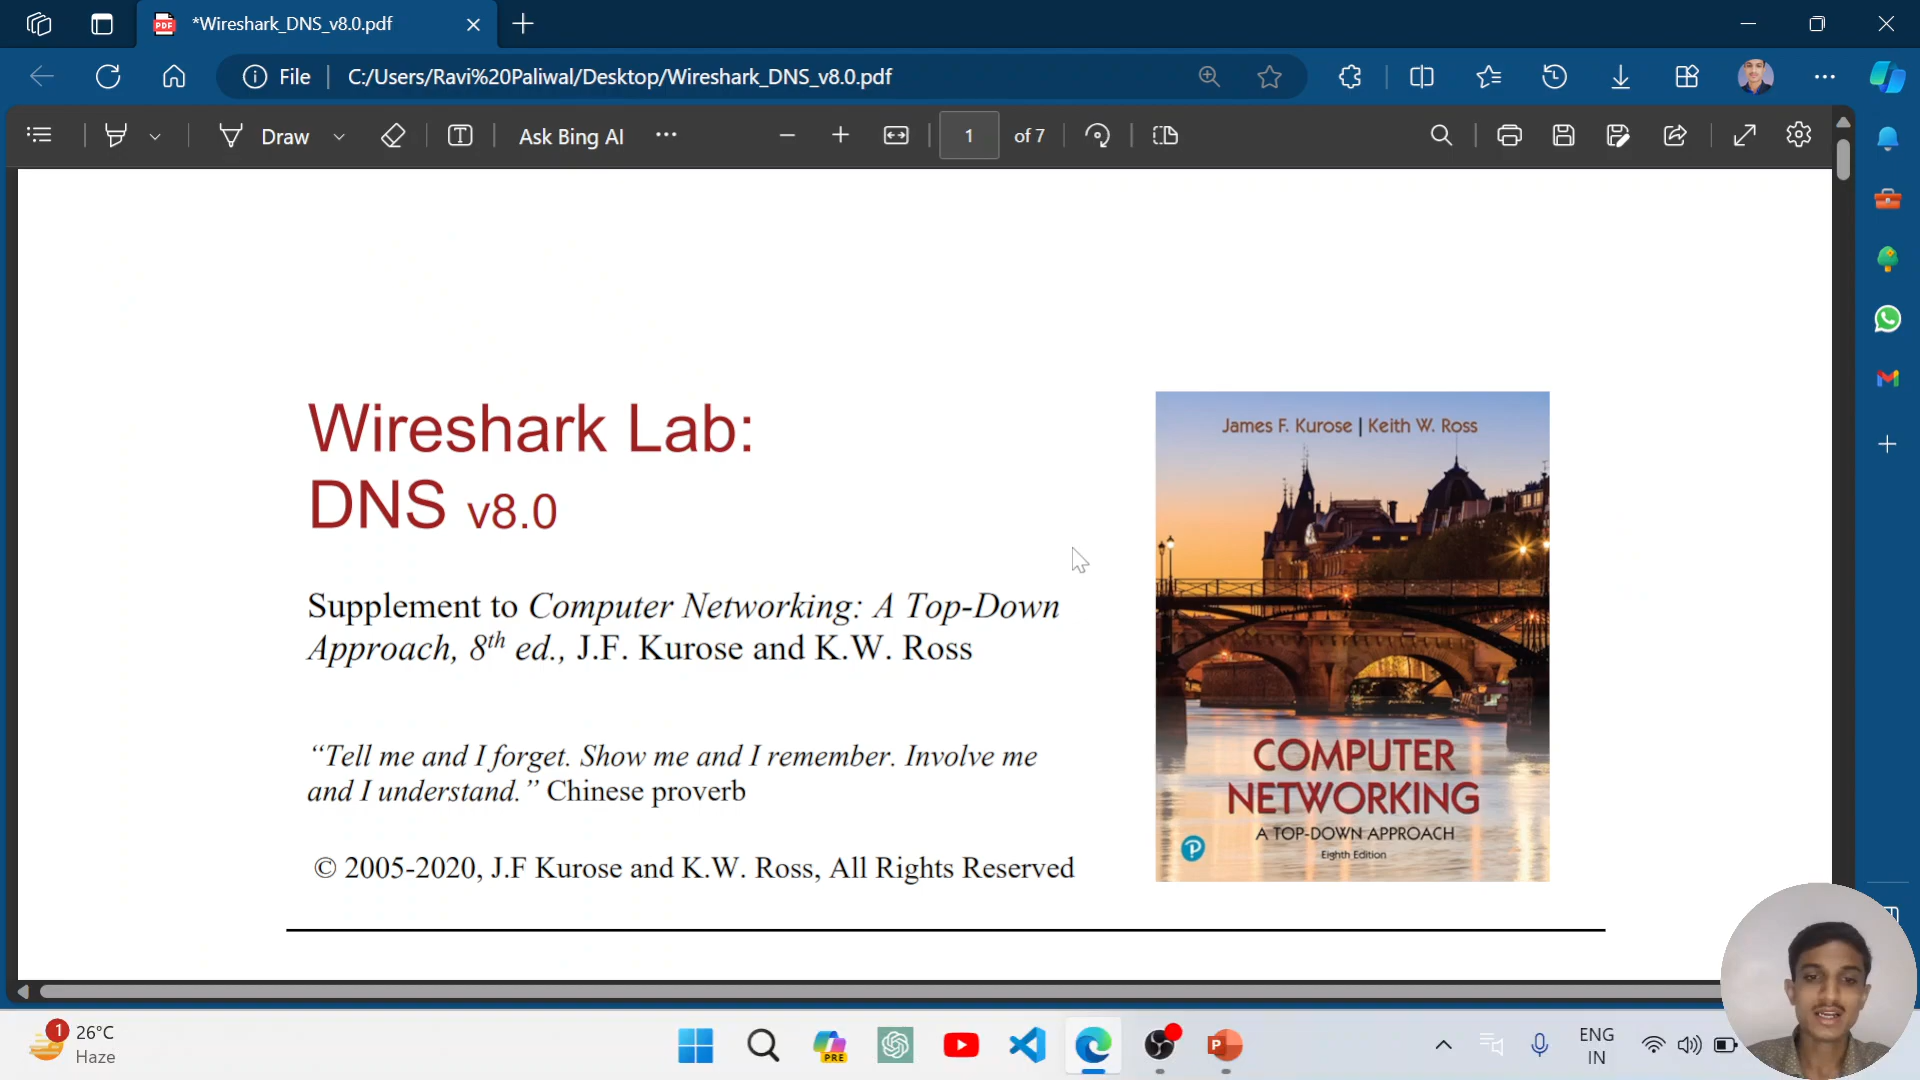 *Wireshark_DNS_v8.0.pdf
File
C:/Users/Ravi%20Paliwal/Desktop/Wireshark_DNS_v8.0.pdf
Draw
Ask Bing AI
1
of 7
Wireshark Lab:
DNS v8.0
Supplement to Computer Networking: A Top-Down
Approach, 8th ed., J.F. Kurose and K.W. Ross
“Tell me and I forget. Show me and I remember. Involve me
and I understand.” Chinese proverb
© 2005-2020, J.F Kurose and K.W. Ross, All Rights Reserved
James F. Kurose | Keith W. Ross
COMPUTER
NETWORKING
A TOP-DOWN APPROACH
Eighth Edition
1
26°C
Haze
PRE
ENG
IN